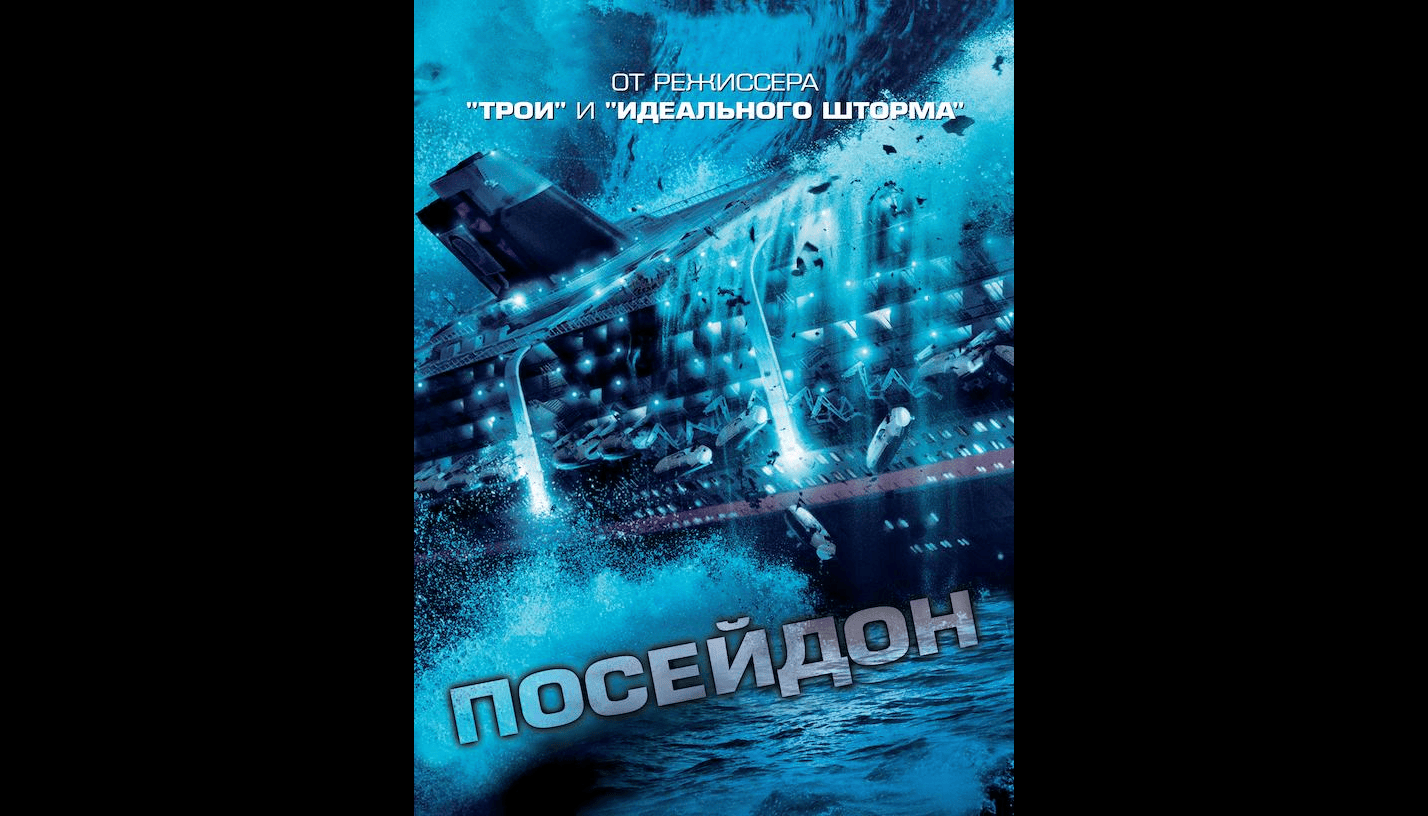 ОТ РЕЖИССЕРА
"ТРОИ" И "ИДЕАЛЬНОГО ШТОРМА"
ПОСЕЙДОН